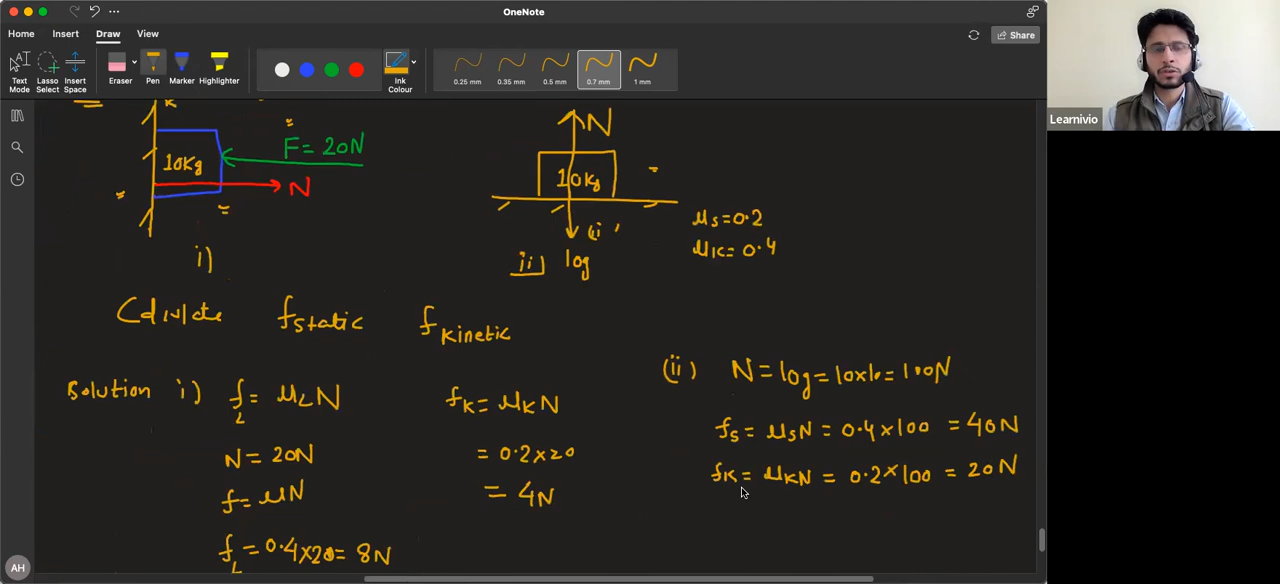 OneNote
Home Insert Draw View
Share
Text Mode
Lasso Select
Insert Space
Eraser
Pen
Marker
Highlighter
Ink Colour
0.25 mm
0.35 mm
0.5 mm
0.7 mm
1 mm
Learnivio
K
10Kg
F = 20N
N
i)
N
10kg
(i
ii) 10g
μs=0.2
μK= 0.4
fstatic fkinetic
Solution i) fL = μLN
N = 20N
f = μN
fL = 0.4×20= 8N
fK = μKN
= 0.2×20
= 4N
(ii) N = 10g = 10×10 = 100N
fs = μsN = 0.4×100 = 40N
fK = μKN = 0.2×100 = 20N
AH